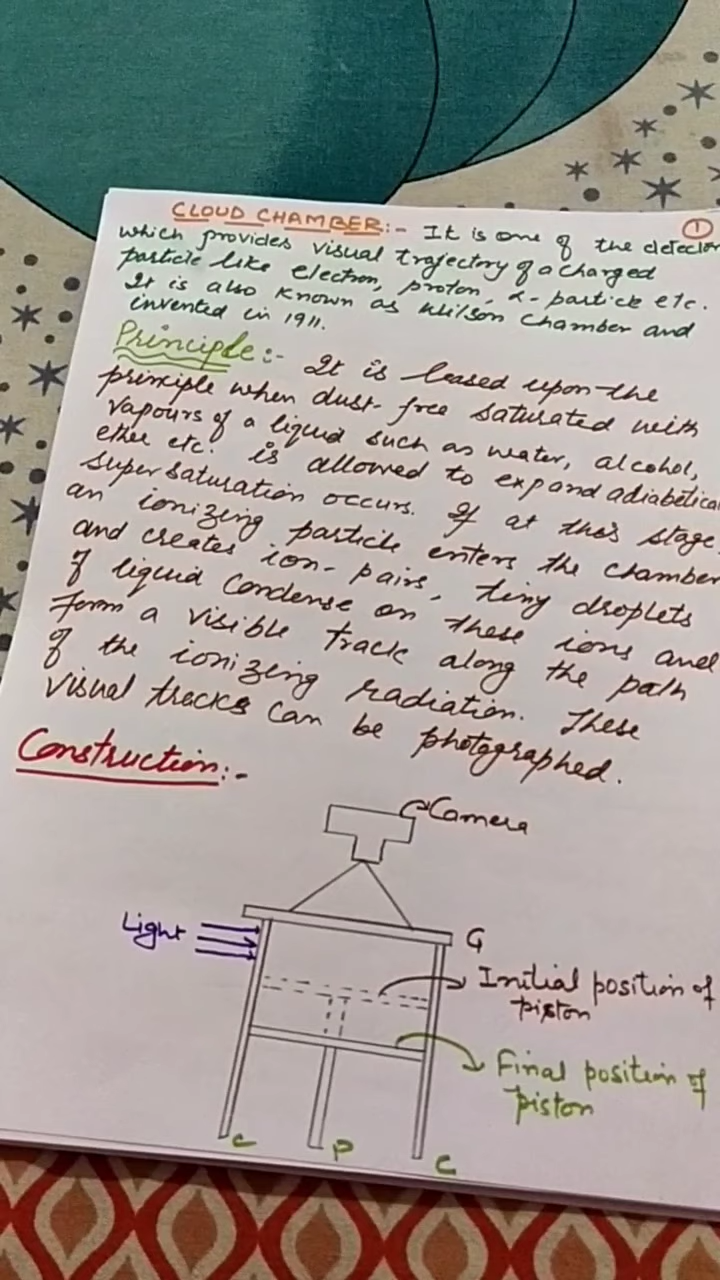 CLOUD CHAMBER:- It is one of the detector
①
which provides visual trajectory of a charged
particle like electron, proton, α-particle etc.
It is also known as Wilson Chamber and
invented in 1911.
Principle:- It is based upon the
principle when dust-free saturated with
vapours of a liquid such as water, alcohol,
ether etc. is allowed to expand adiabatical
supersaturation occurs. If at this stage
an ionizing particle enters the chamber
and creates ion-pairs, tiny droplets
of liquid condense on these ions and
form a visible track along the path
of the ionizing radiation. These
visual tracks can be photographed.
Construction:-
Camera
Light
G
Initial position of
piston
Final position of
piston
C
P
C